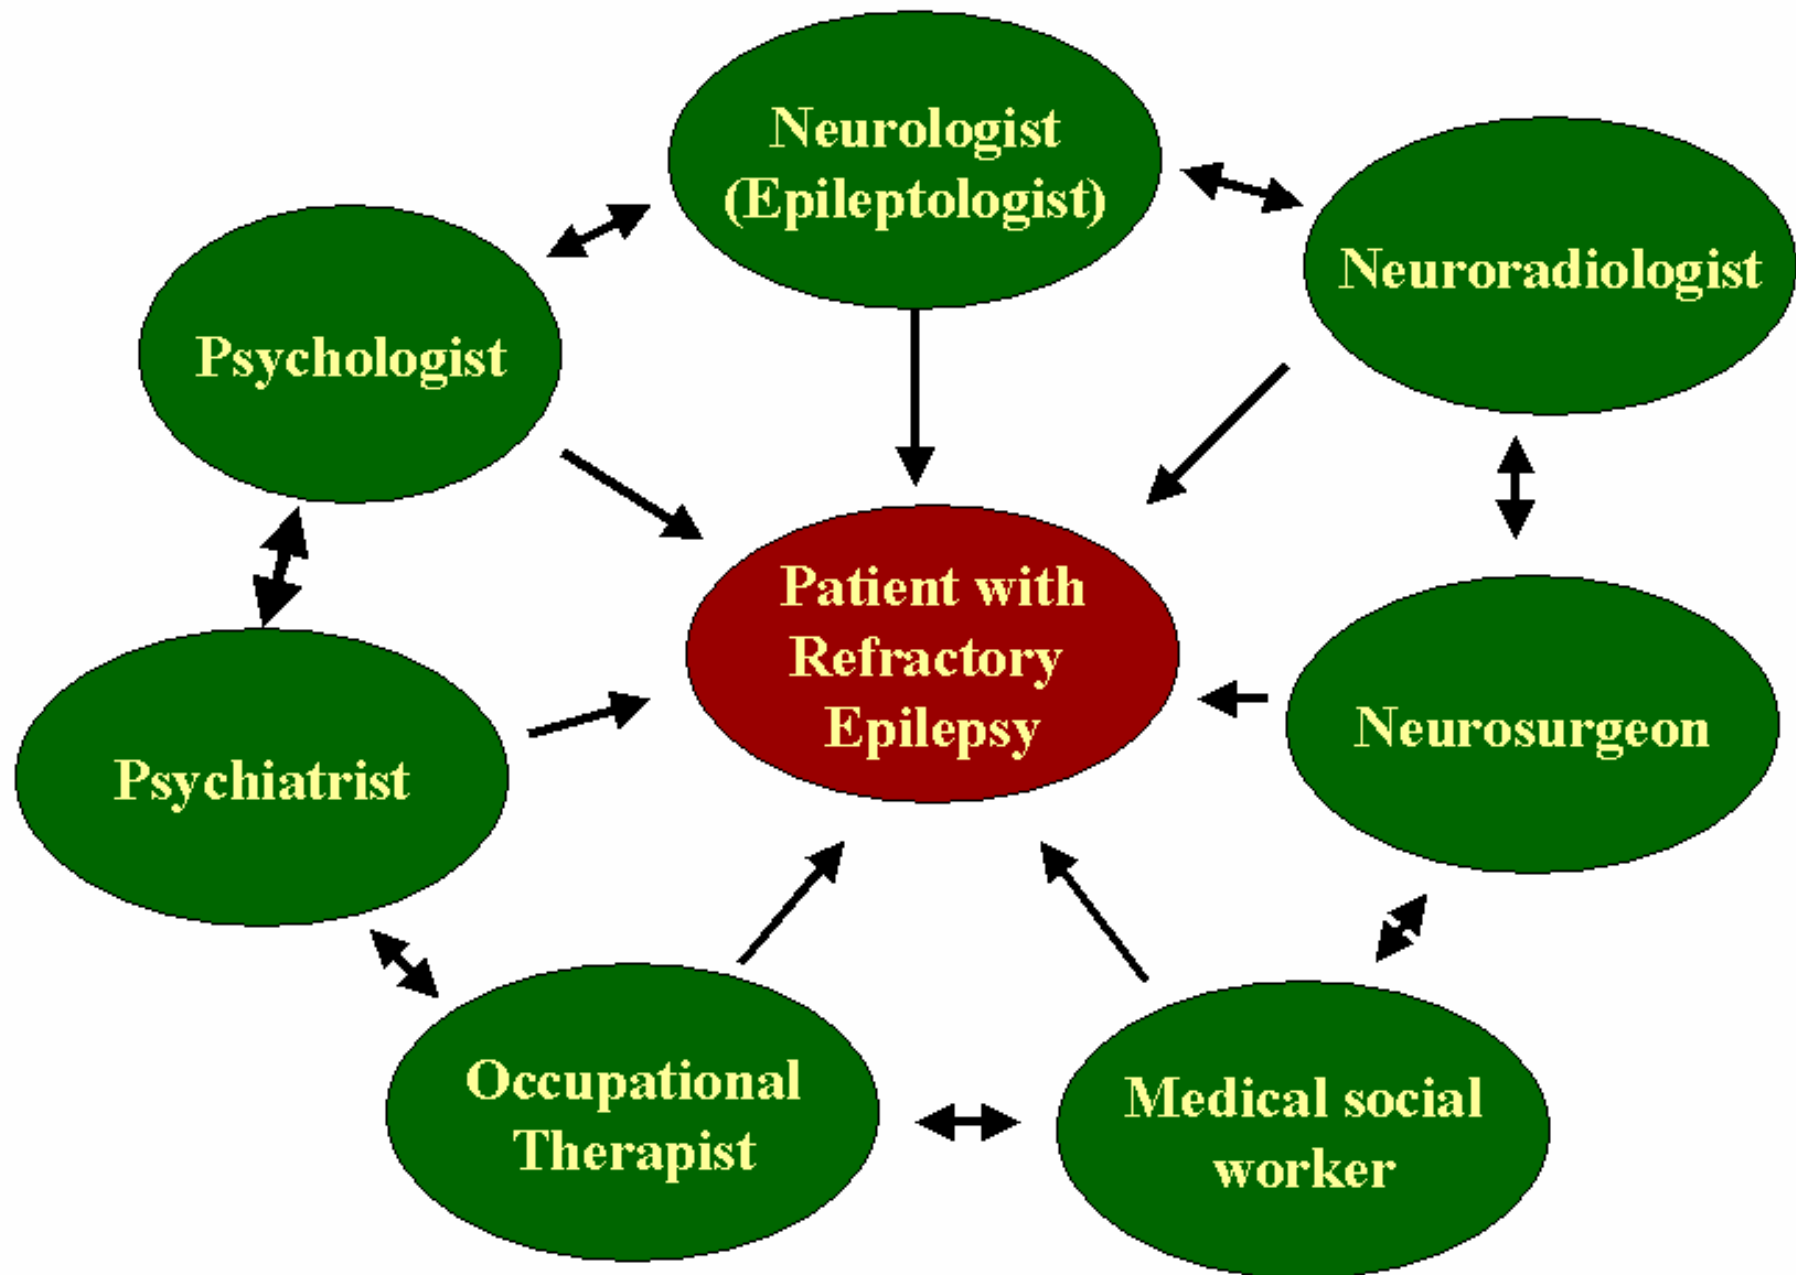 Neurologist
(Epileptologist)
Neuroradiologist
Psychologist
Patient with
Refractory
Epilepsy
Neurosurgeon
Psychiatrist
Occupational
Therapist
Medical social
worker